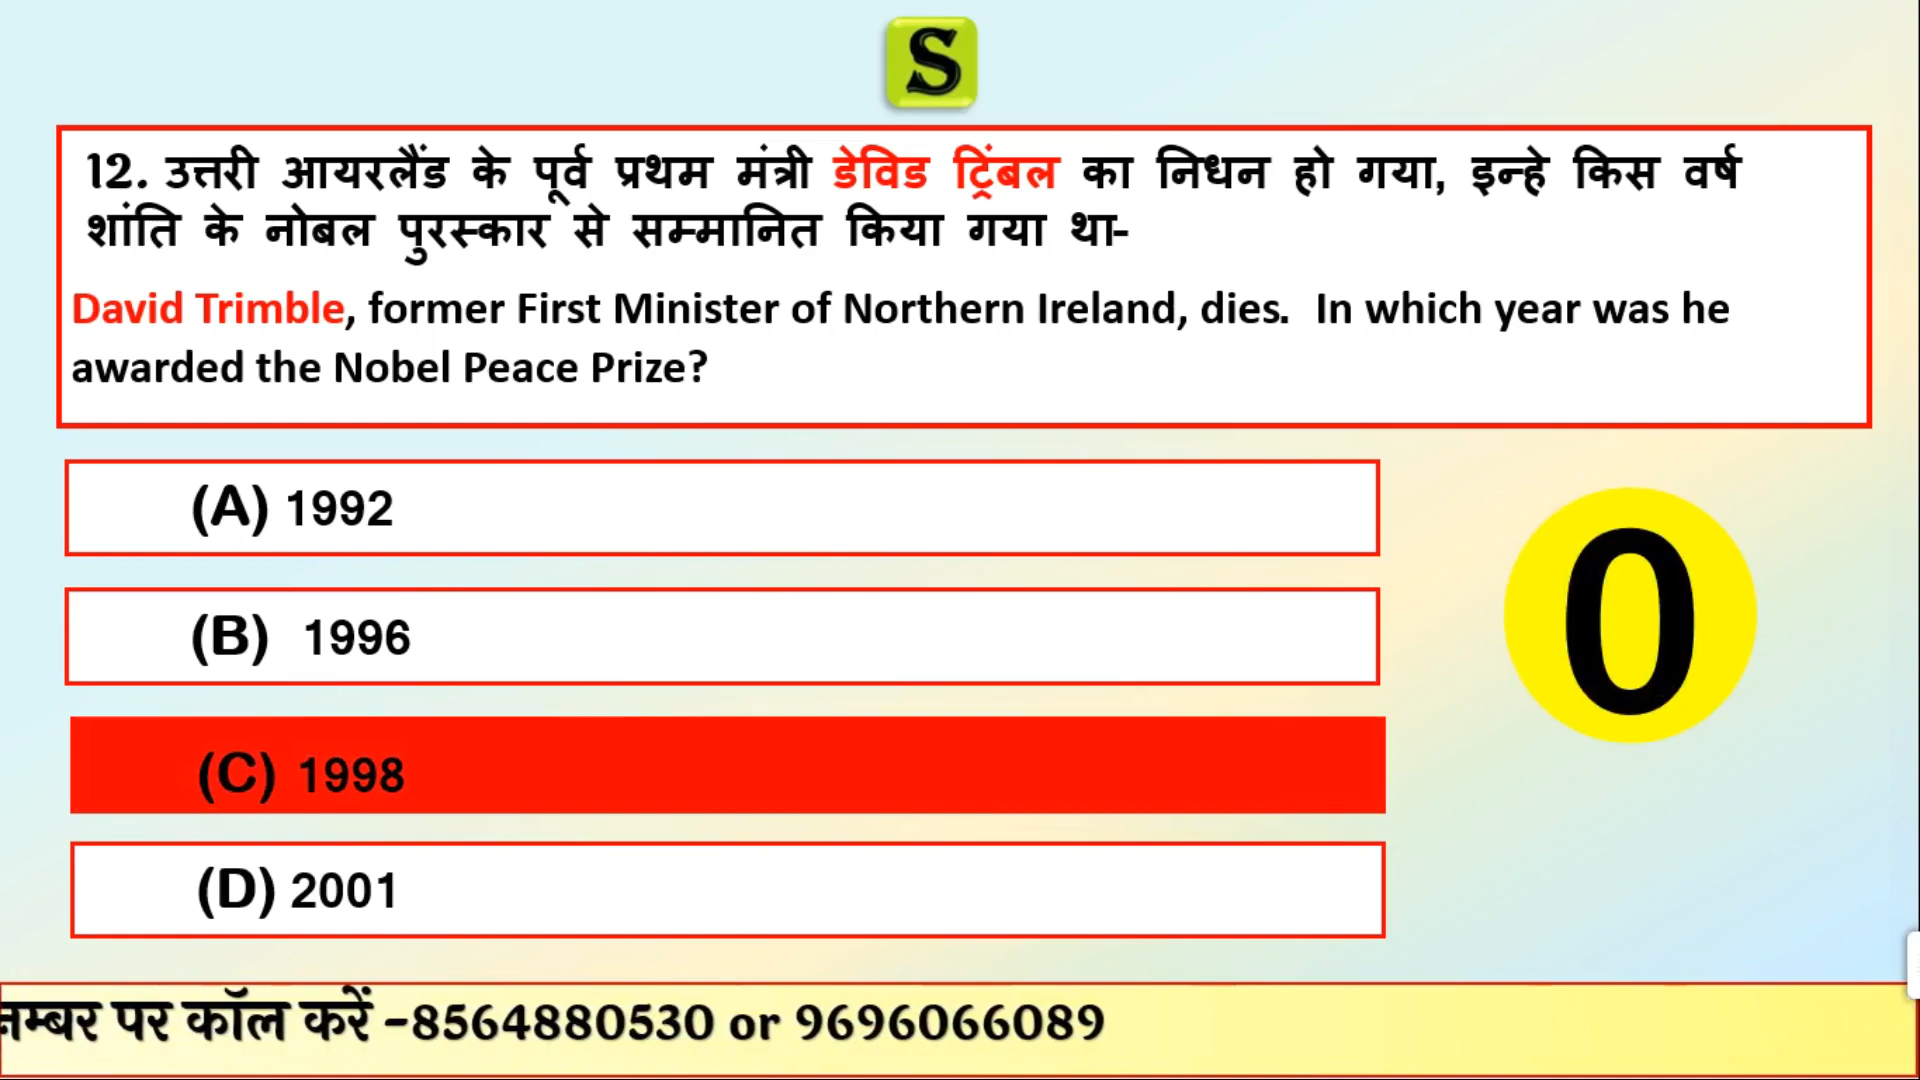 S
12. उत्तरी आयरलैंड के पूर्व प्रथम मंत्री डेविड ट्रिंबल का निधन हो गया, इन्हे किस वर्ष
शांति के नोबल पुरस्कार से सम्मानित किया गया था-
David Trimble, former First Minister of Northern Ireland, dies. In which year was he
awarded the Nobel Peace Prize?
(A) 1992
(B) 1996
(C) 1998
(D) 2001
0
नम्बर पर कॉल करें -8564880530 or 9696066089